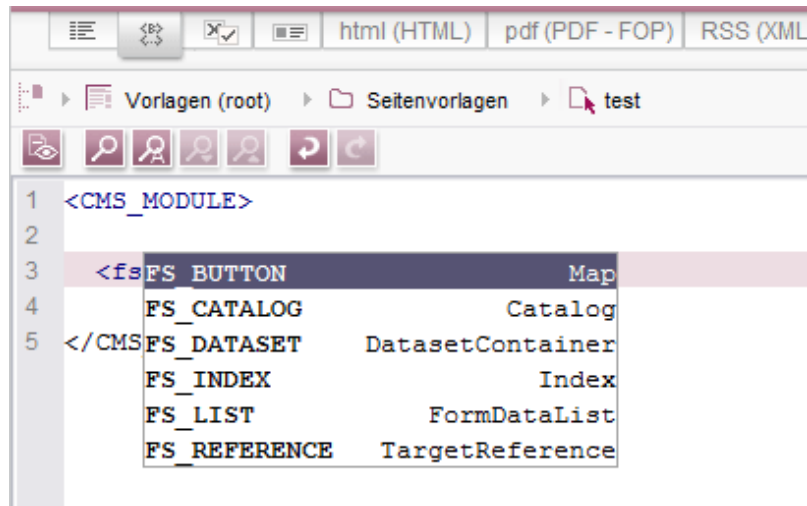 html (HTML) pdf (PDF - FOP) RSS (XML
Vorlagen (root) Seitenvorlagen test
1 <CMS_MODULE>
2
3 <fs FS_BUTTON Map
4 FS_CATALOG Catalog
5 </CMS FS_DATASET DatasetContainer
FS_INDEX Index
FS_LIST FormDataList
FS_REFERENCE TargetReference